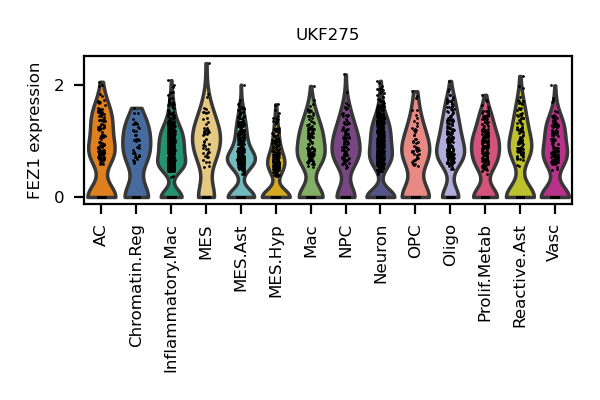 UKF275
FEZ1 expression
2
0
AC
Chromatin.Reg
Inflammatory.Mac
MES
MES.Ast
MES.Hyp
Mac
NPC
Neuron
OPC
Oligo
Prolif.Metab
Reactive.Ast
Vasc